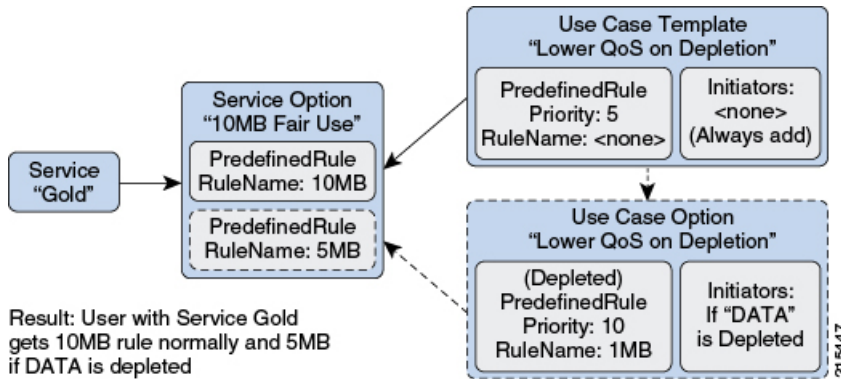 Service
“Gold”
Service Option
“10MB Fair Use”
PredefinedRule
RuleName: 10MB
PredefinedRule
RuleName: 5MB
Use Case Template
“Lower QoS on Depletion”
PredefinedRule
Priority: 5
RuleName: <none>
Initiators:
<none>
(Always add)
Use Case Option
“Lower QoS on Depletion”
(Depleted)
PredefinedRule
Priority: 10
RuleName: 1MB
Initiators:
If “DATA”
is Depleted
Result: User with Service Gold
gets 10MB rule normally and 5MB
if DATA is depleted
215447